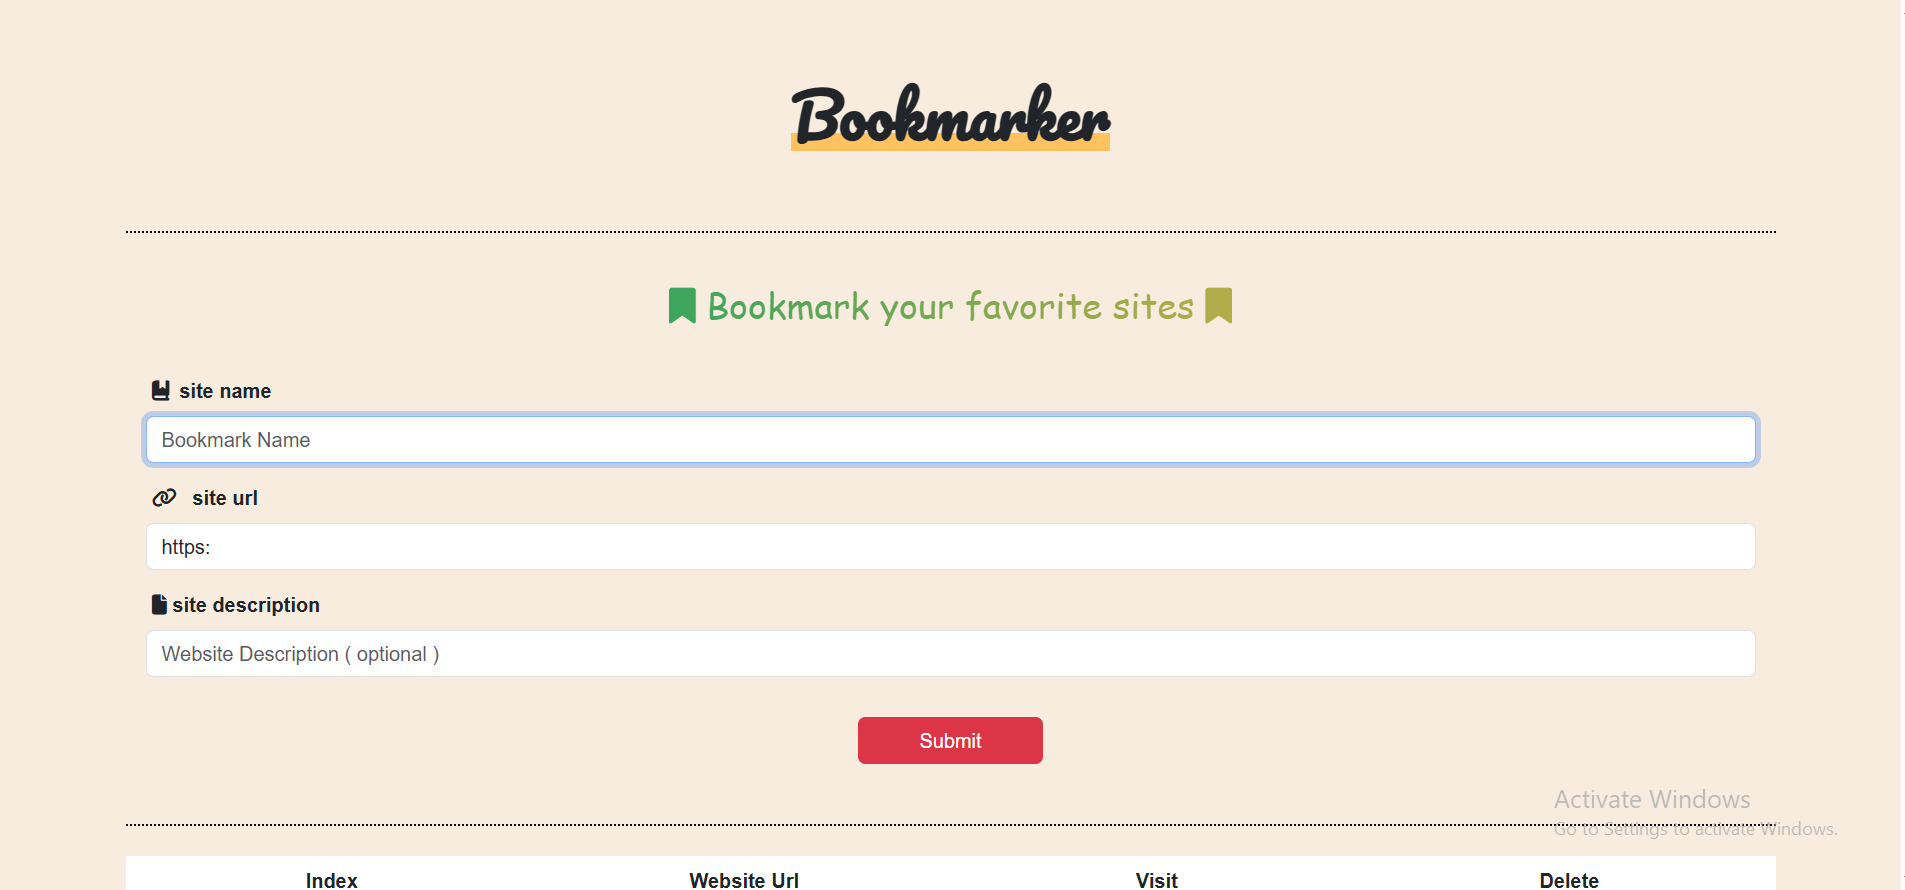 Bookmarker
Bookmark your favorite sites
site name
Bookmark Name
site url
https:
site description
Website Description ( optional )
Submit
Activate Windows
Go to Settings to activate Windows.
Index Website Url Visit Delete